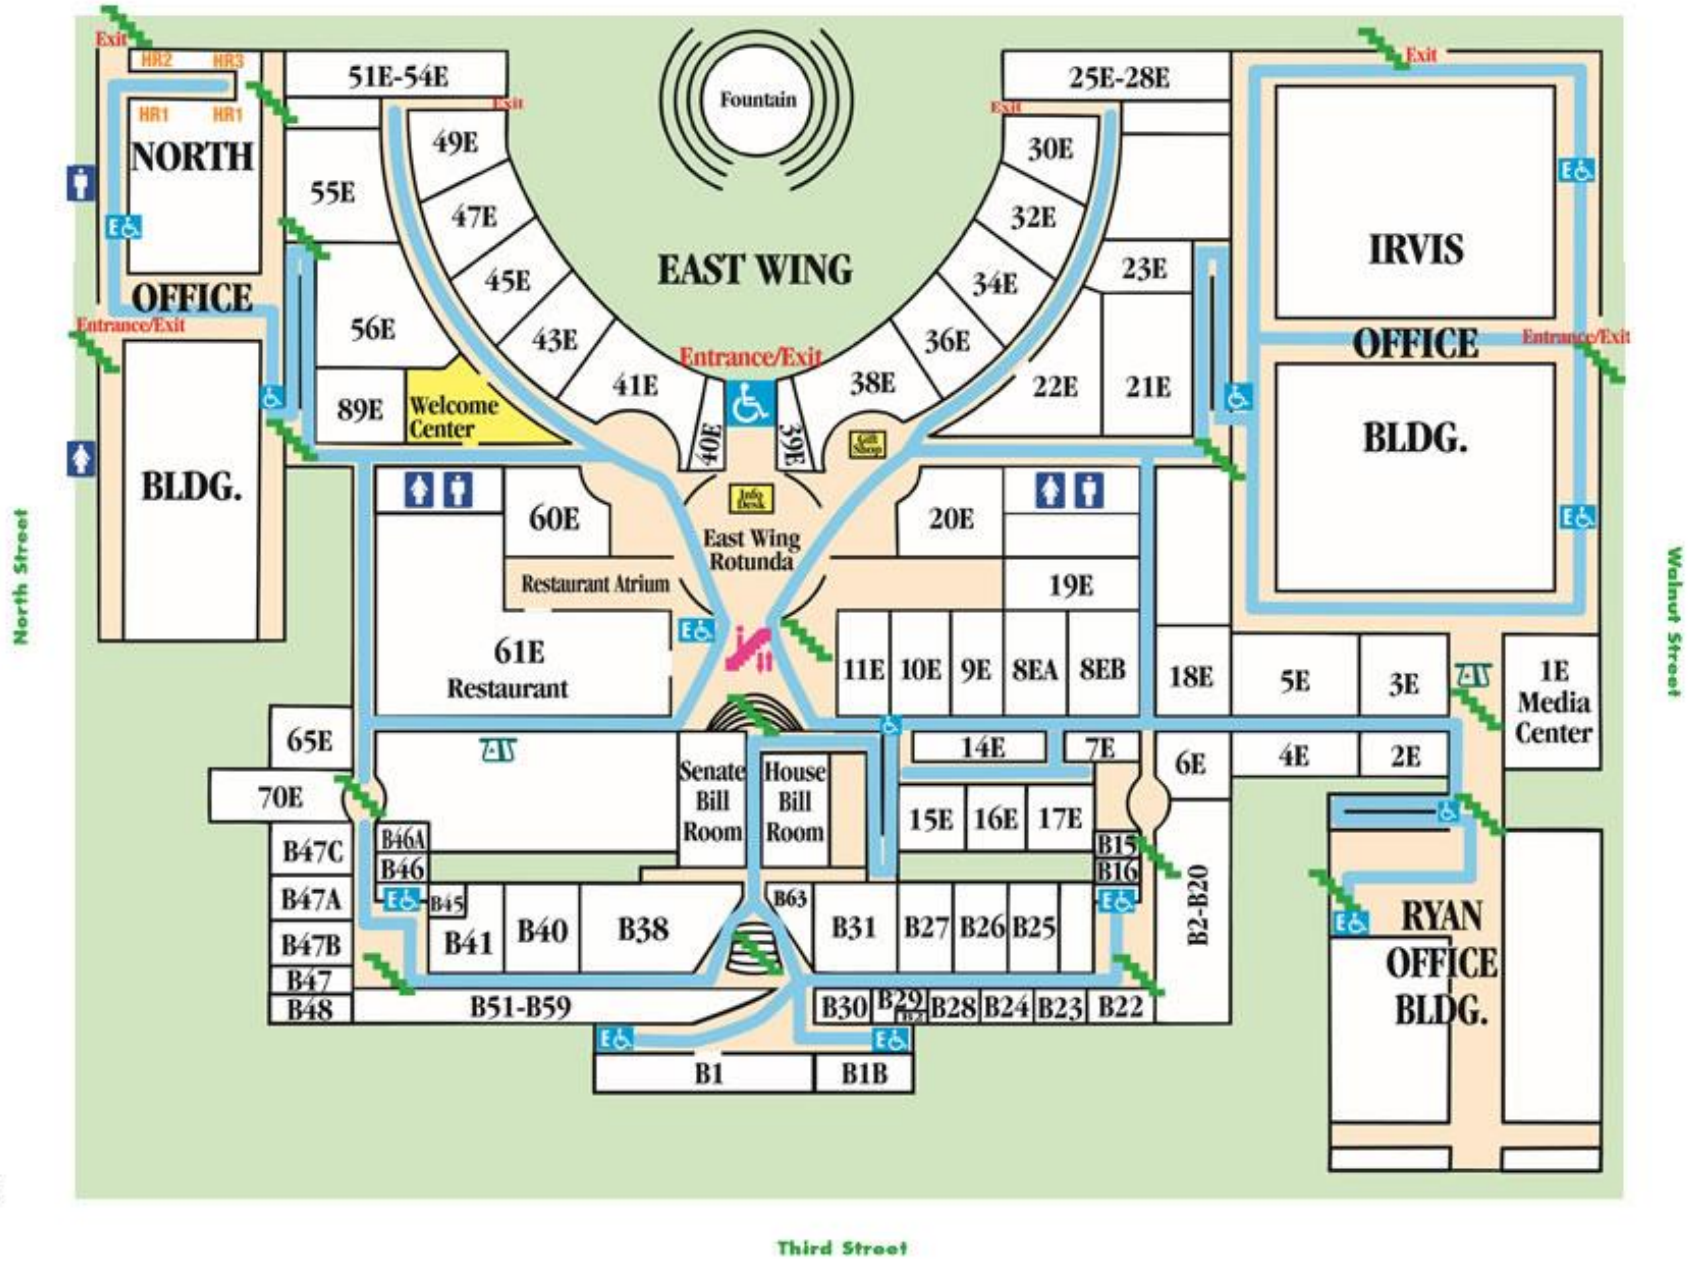 Exit
HR2
HR3
HR1
HR1
NORTH
OFFICE
BLDG.
Entrance/Exit
E
51E-54E
Exit
55E
56E
89E
Welcome
Center
49E
47E
45E
43E
41E
40E
Fountain
EAST WING
Entrance/Exit
39E
38E
36E
34E
32E
30E
Exit
25E-28E
23E
22E
21E
Gift
Shop
Info
Desk
East Wing
Rotunda
Exit
IRVIS
OFFICE
BLDG.
Entrance/Exit
E
E
North Street
Walnut Street
60E
Restaurant Atrium
61E
Restaurant
E
20E
19E
11E
10E
9E
8EA
8EB
18E
5E
3E
1E
Media
Center
65E
70E
14E
7E
6E
4E
2E
Senate
Bill
Room
House
Bill
Room
15E
16E
17E
B47C
B47A
B47B
B47
B48
B46A
B46
E
B45
B41
B40
B38
B63
B31
B27
B26
B25
B15
B16
E
B2-B20
B51-B59
B30
B29
B28
B24
B23
B22
E
E
B1
B1B
E
RYAN
OFFICE
BLDG.
Third Street